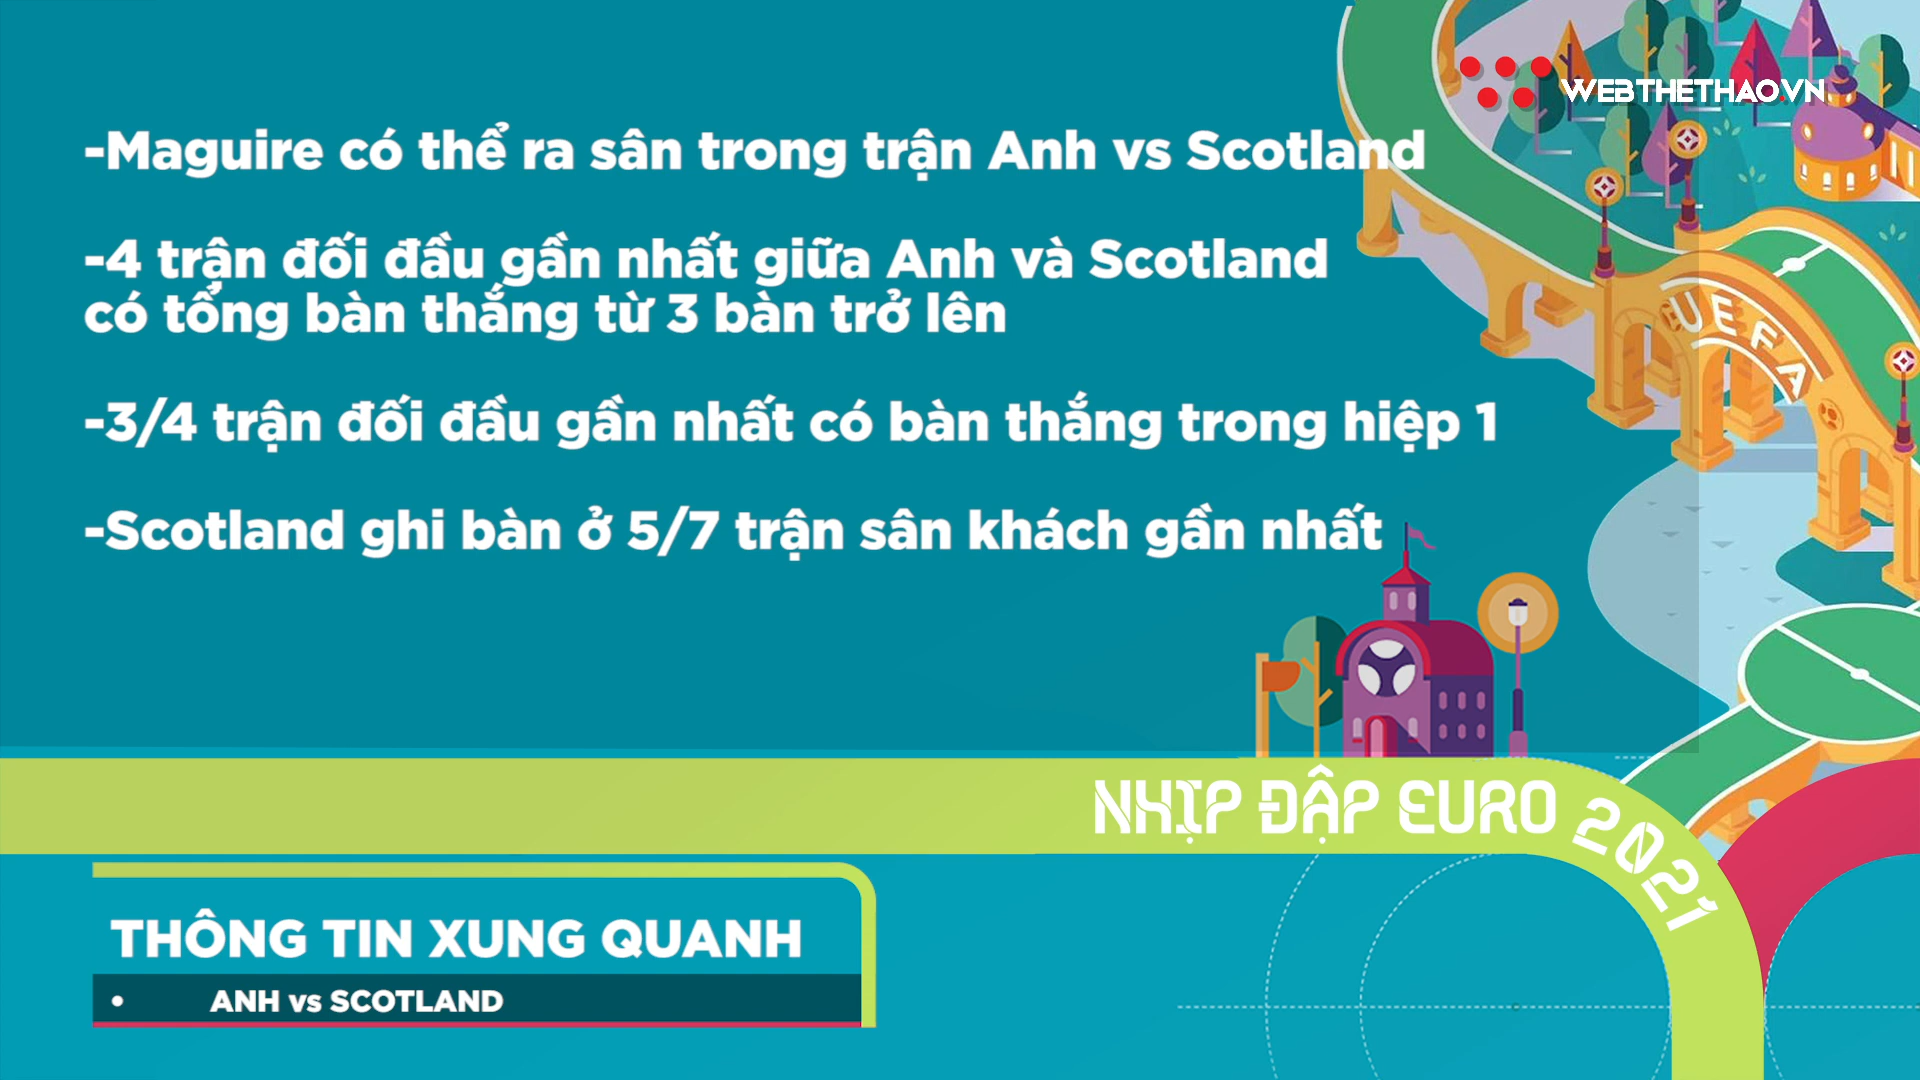 WEBTHETHAO.VN
-Maguire có thể ra sân trong trận Anh vs Scotland
-4 trận đối đầu gần nhất giữa Anh và Scotland
có tổng bàn thắng từ 3 bàn trở lên
-3/4 trận đối đầu gần nhất có bàn thắng trong hiệp 1
-Scotland ghi bàn ở 5/7 trận sân khách gần nhất
UEFA
NHỊP ĐẬP EURO 2021
THÔNG TIN XUNG QUANH
• ANH vs SCOTLAND